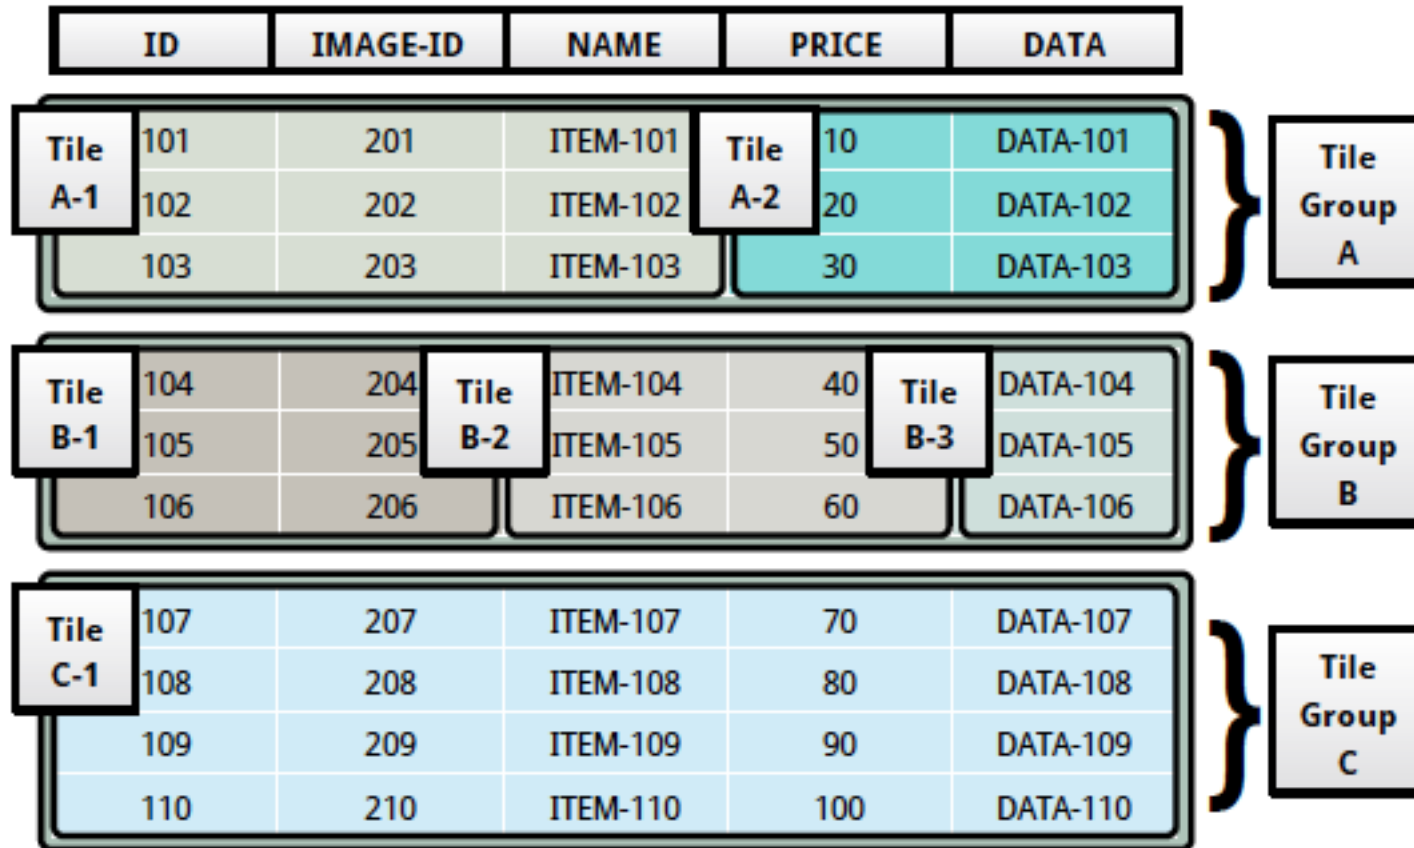 ID IMAGE-ID NAME PRICE DATA
Tile
A-1
101 201 ITEM-101 10 DATA-101
102 202 ITEM-102 20 DATA-102
103 203 ITEM-103 30 DATA-103
Tile
A-2
Tile
Group
A
Tile
B-1
104 204 ITEM-104 40 DATA-104
105 205 ITEM-105 50 DATA-105
106 206 ITEM-106 60 DATA-106
Tile
B-2
Tile
B-3
Tile
Group
B
Tile
C-1
107 207 ITEM-107 70 DATA-107
108 208 ITEM-108 80 DATA-108
109 209 ITEM-109 90 DATA-109
110 210 ITEM-110 100 DATA-110
Tile
Group
C